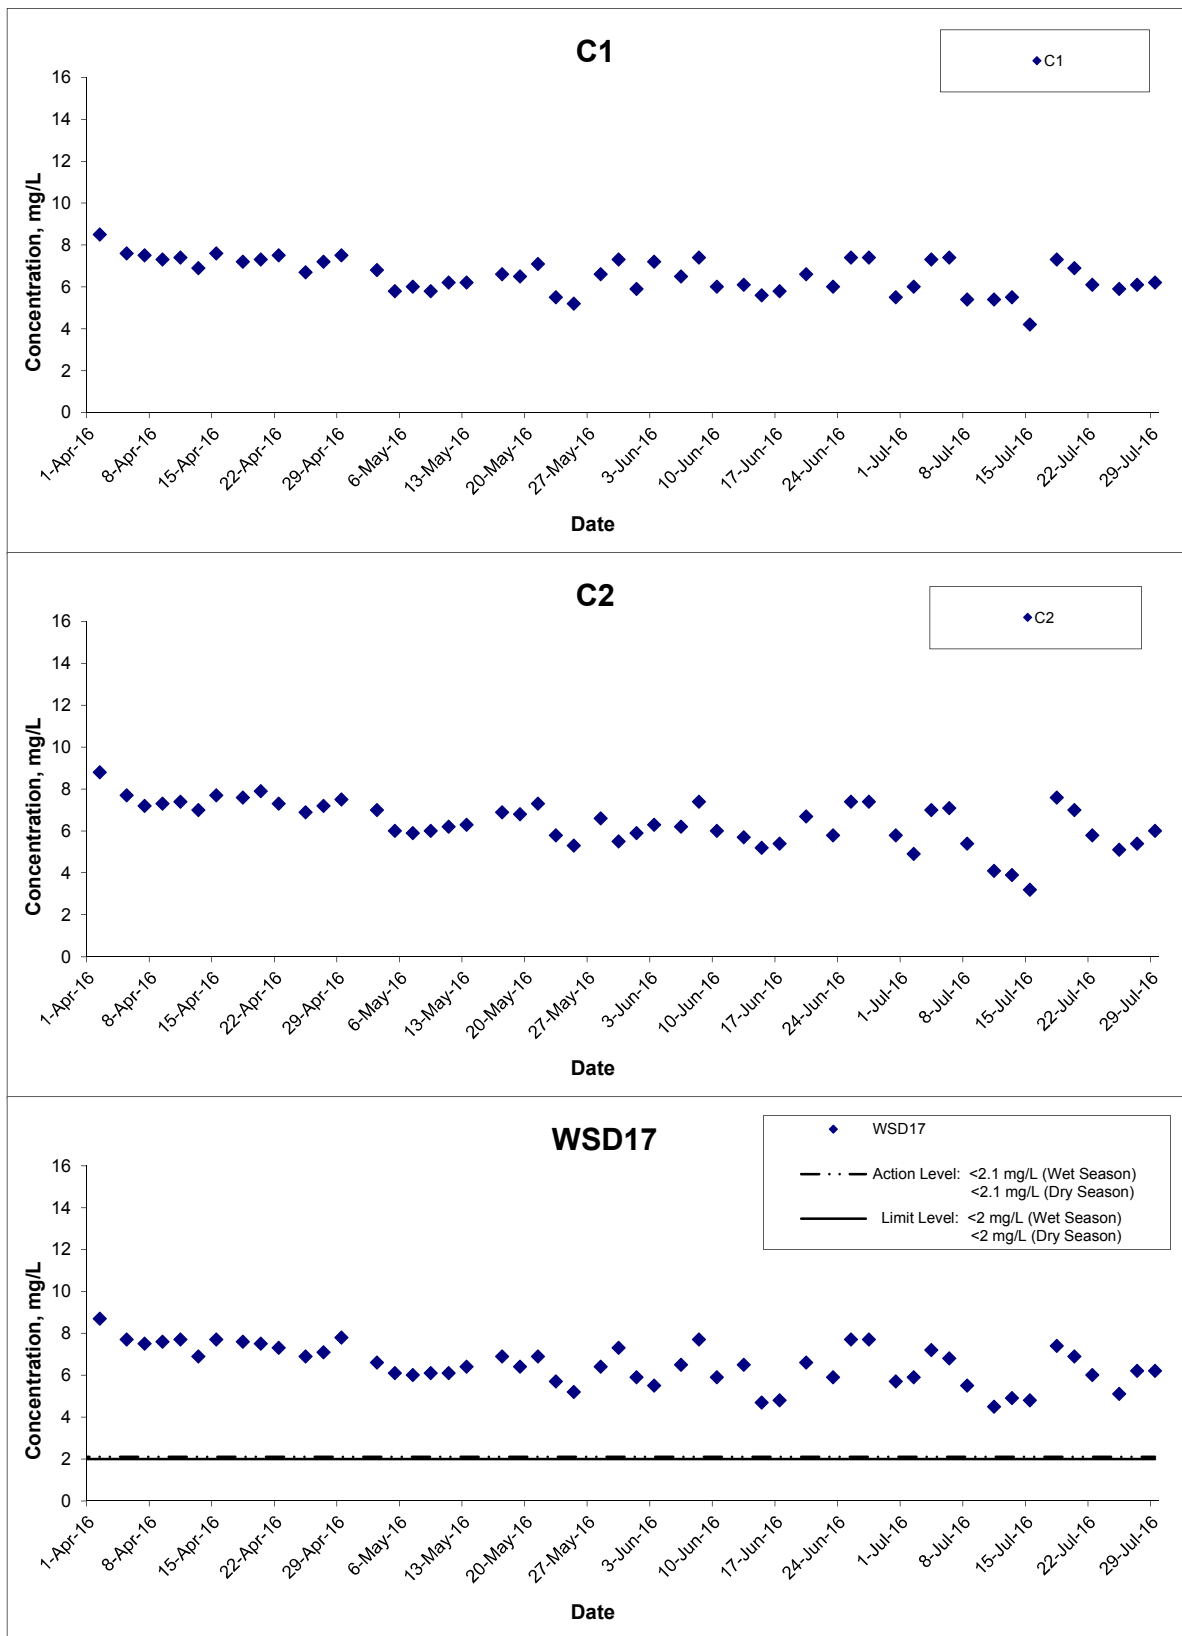 C1
C1
16
14
12
10
8
6
4
2
0
Concentration, mg/L
1-Apr-16
8-Apr-16
15-Apr-16
22-Apr-16
29-Apr-16
6-May-16
13-May-16
20-May-16
27-May-16
3-Jun-16
10-Jun-16
17-Jun-16
24-Jun-16
1-Jul-16
8-Jul-16
15-Jul-16
22-Jul-16
29-Jul-16
Date
C2
C2
16
14
12
10
8
6
4
2
0
Concentration, mg/L
1-Apr-16
8-Apr-16
15-Apr-16
22-Apr-16
29-Apr-16
6-May-16
13-May-16
20-May-16
27-May-16
3-Jun-16
10-Jun-16
17-Jun-16
24-Jun-16
1-Jul-16
8-Jul-16
15-Jul-16
22-Jul-16
29-Jul-16
Date
WSD17
WSD17
Action Level: <2.1 mg/L (Wet Season)
<2.1 mg/L (Dry Season)
Limit Level: <2 mg/L (Wet Season)
<2 mg/L (Dry Season)
16
14
12
10
8
6
4
2
0
Concentration, mg/L
1-Apr-16
8-Apr-16
15-Apr-16
22-Apr-16
29-Apr-16
6-May-16
13-May-16
20-May-16
27-May-16
3-Jun-16
10-Jun-16
17-Jun-16
24-Jun-16
1-Jul-16
8-Jul-16
15-Jul-16
22-Jul-16
29-Jul-16
Date